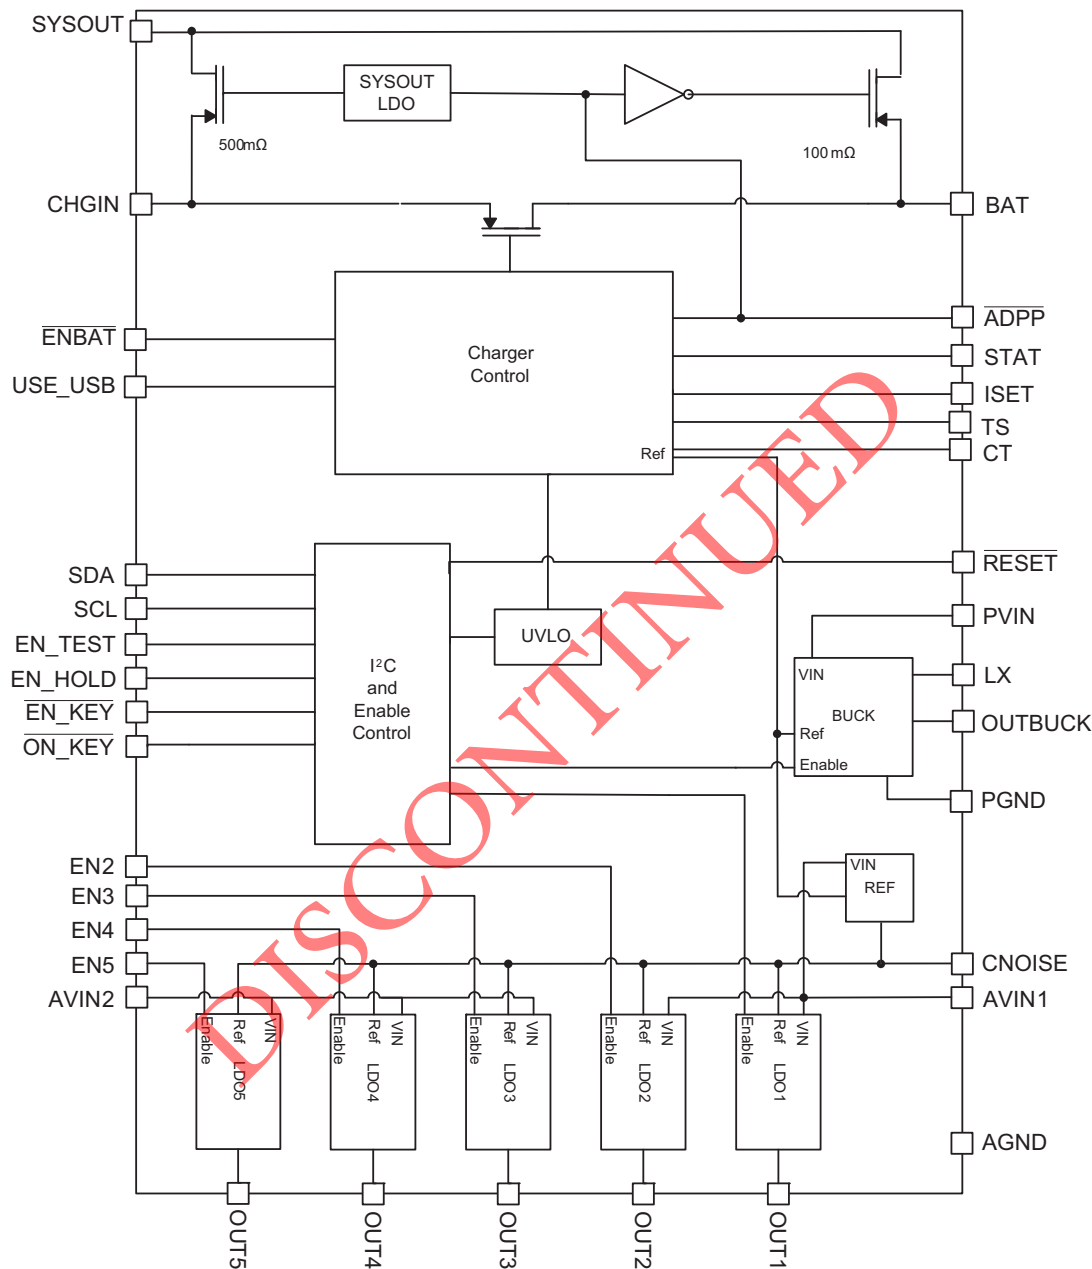 SYSOUT
SYSOUT
LDO
500mΩ
100 mΩ
CHGIN
BAT
ENBAT
USE_USB
Charger
Control
Ref
ADPP
STAT
ISET
TS
CT
SDA
SCL
EN_TEST
EN_HOLD
EN_KEY
ON_KEY
I²C
and
Enable
Control
UVLO
RESET
PVIN
LX
OUTBUCK
PGND
VIN
BUCK
Ref
Enable
VIN
REF
EN2
EN3
EN4
EN5
AVIN2
CNOISE
AVIN1
AGND
Enable
Ref
VIN
LDO5
Enable
Ref
VIN
LDO4
Enable
Ref
VIN
LDO3
Enable
Ref
VIN
LDO2
Enable
Ref
VIN
LDO1
OUT5
OUT4
OUT3
OUT2
OUT1
DISCONTINUED